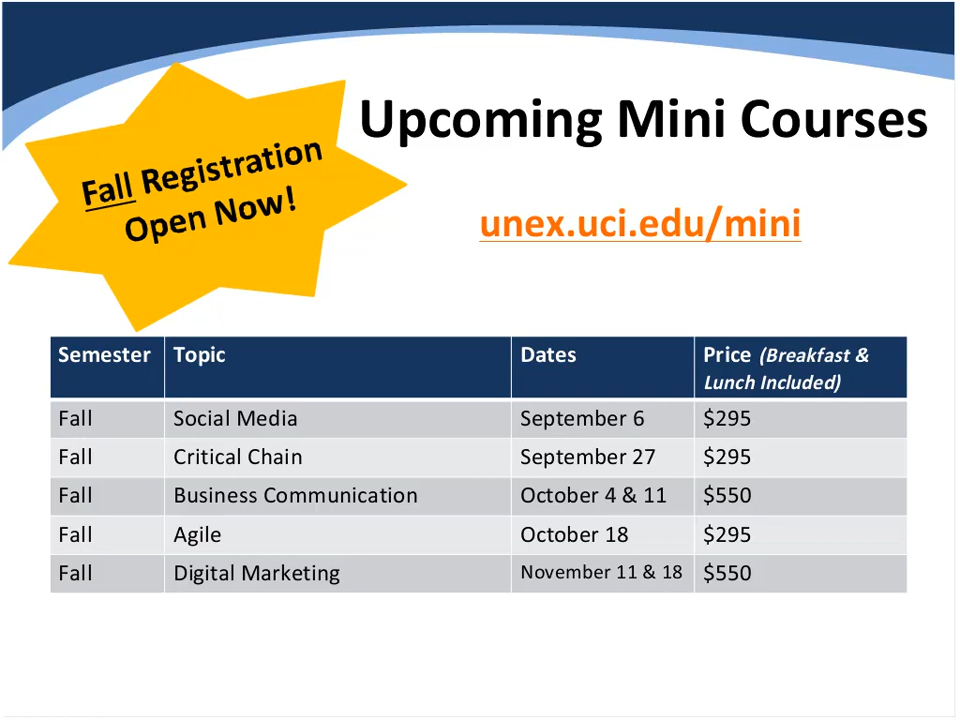 Fall Registration
Open Now!
Upcoming Mini Courses
unex.uci.edu/mini
Semester Topic Dates Price (Breakfast &
Lunch Included)
Fall Social Media September 6 $295
Fall Critical Chain September 27 $295
Fall Business Communication October 4 & 11 $550
Fall Agile October 18 $295
Fall Digital Marketing November 11 & 18 $550